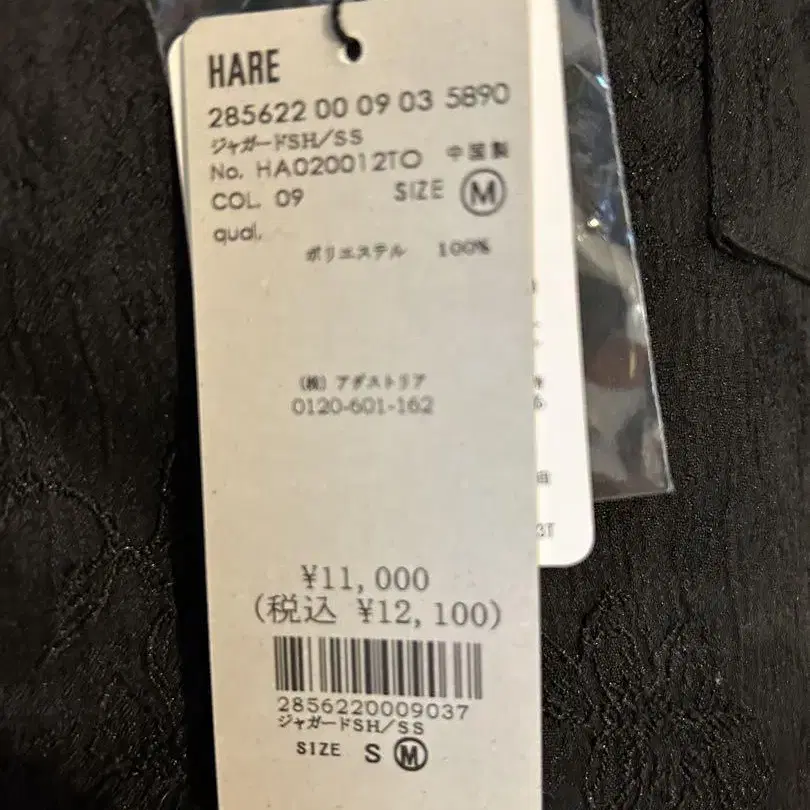 HARE
285622 00 09 03 5890
ジャガードSH/SS
No. HA020012TO 中国製
COL. 09 SIZE M
qual.
ポリエステル 100%
(株) アダストリア
0120-601-162
¥11,000
(税込 ¥12,100)
2856220009037
ジャガードSH/SS
SIZE S M
3T